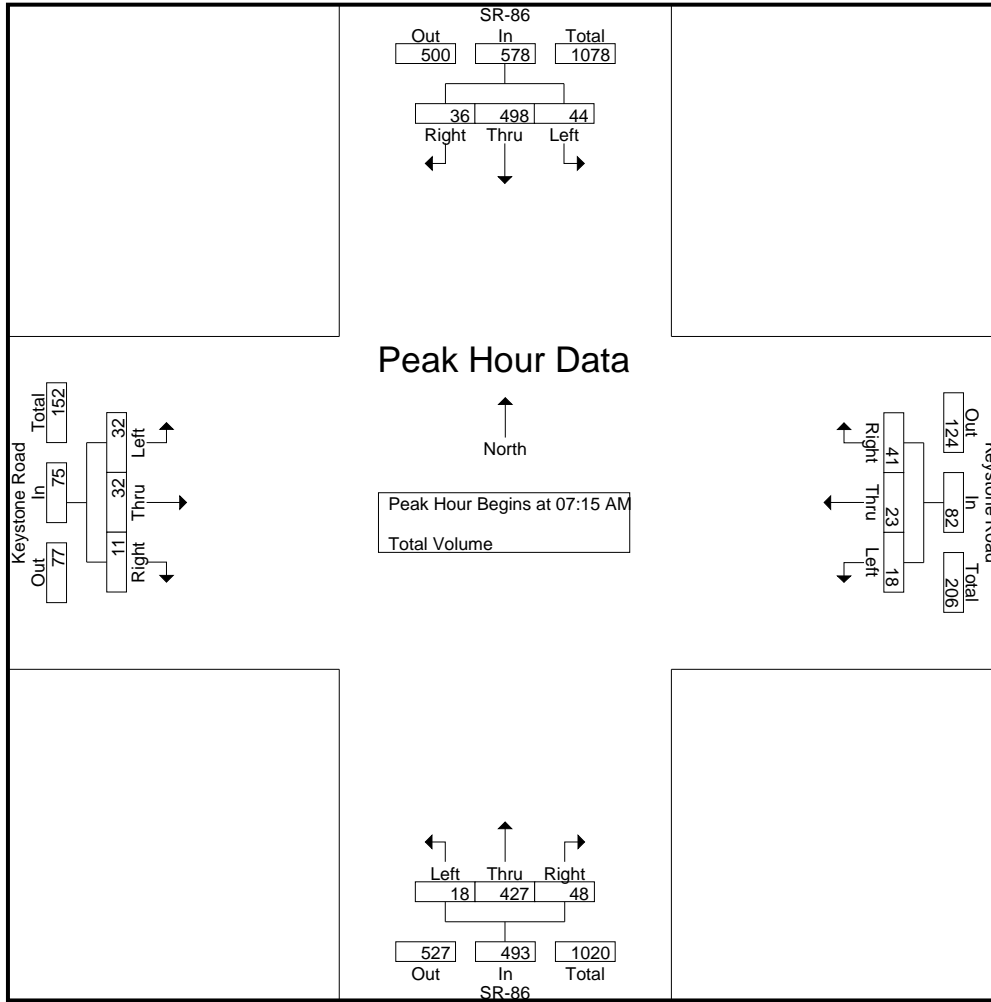 SR-86
Out In Total
500 578 1078
36 498 44
Right Thru Left
Peak Hour Data
North
Peak Hour Begins at 07:15 AM
Total Volume
Keystone Road
Total In Out
152 75 77
32 32 11
Left Thru Right
Right Thru Left
41 23 18
124 82 206
Out In Total
Keystone Road
Left Thru Right
18 427 48
527 493 1020
Out In Total
SR-86